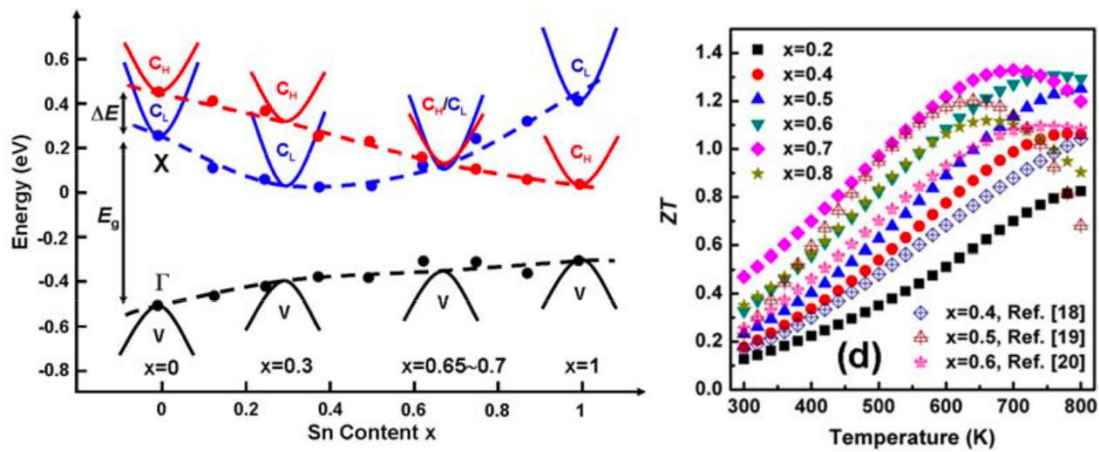 Energy (eV)
0.6
0.4
0.2
0
-0.2
-0.4
-0.6
-0.8
C_H
C_L
ΔE
X
E_g
Γ
V
C_H
C_L
V
C_H/C_L
V
C_L
C_H
V
x=0
x=0.3
x=0.65~0.7
x=1
0 0.2 0.4 0.6 0.8 1
Sn Content x
ZT
1.4
1.2
1.0
0.8
0.6
0.4
0.2
0.0
x=0.2
x=0.4
x=0.5
x=0.6
x=0.7
x=0.8
(d)
x=0.4, Ref. [18]
x=0.5, Ref. [19]
x=0.6, Ref. [20]
300 400 500 600 700 800
Temperature (K)